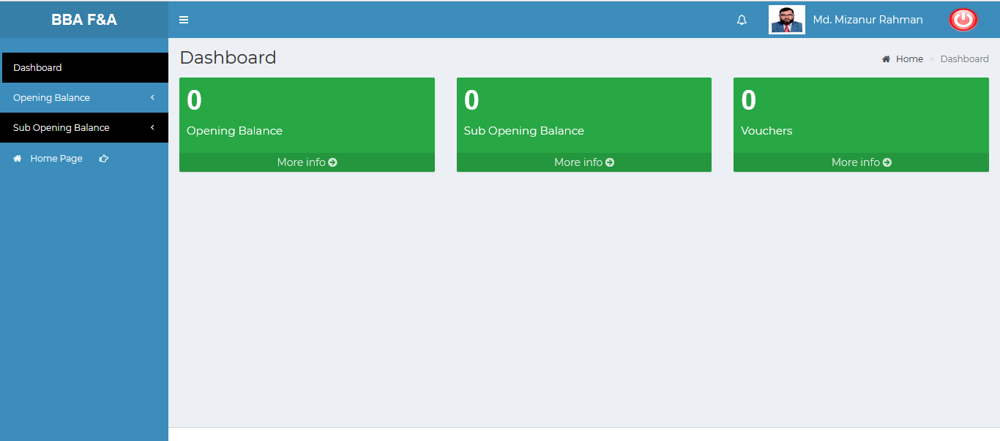 BBA F&A
Md. Mizanur Rahman
Dashboard
Opening Balance
Sub Opening Balance
Home Page
Dashboard
Home > Dashboard
0
Opening Balance
More info
0
Sub Opening Balance
More info
0
Vouchers
More info